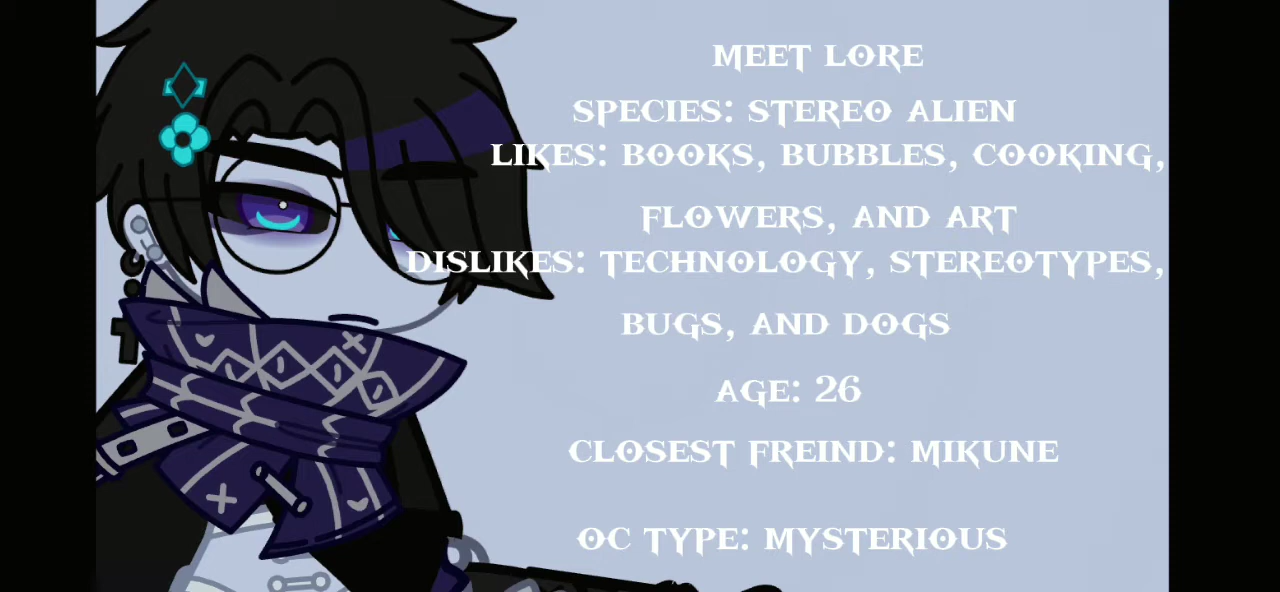 MEET LORE
SPECIES: STEREO ALIEN
LIKES: BOOKS, BUBBLES, COOKING,
FLOWERS, AND ART
DISLIKES: TECHNOLOGY, STEREOTYPES,
BUGS, AND DOGS
AGE: 26
CLOSEST FREIND: MIKUNE
OC TYPE: MYSTERIOUS